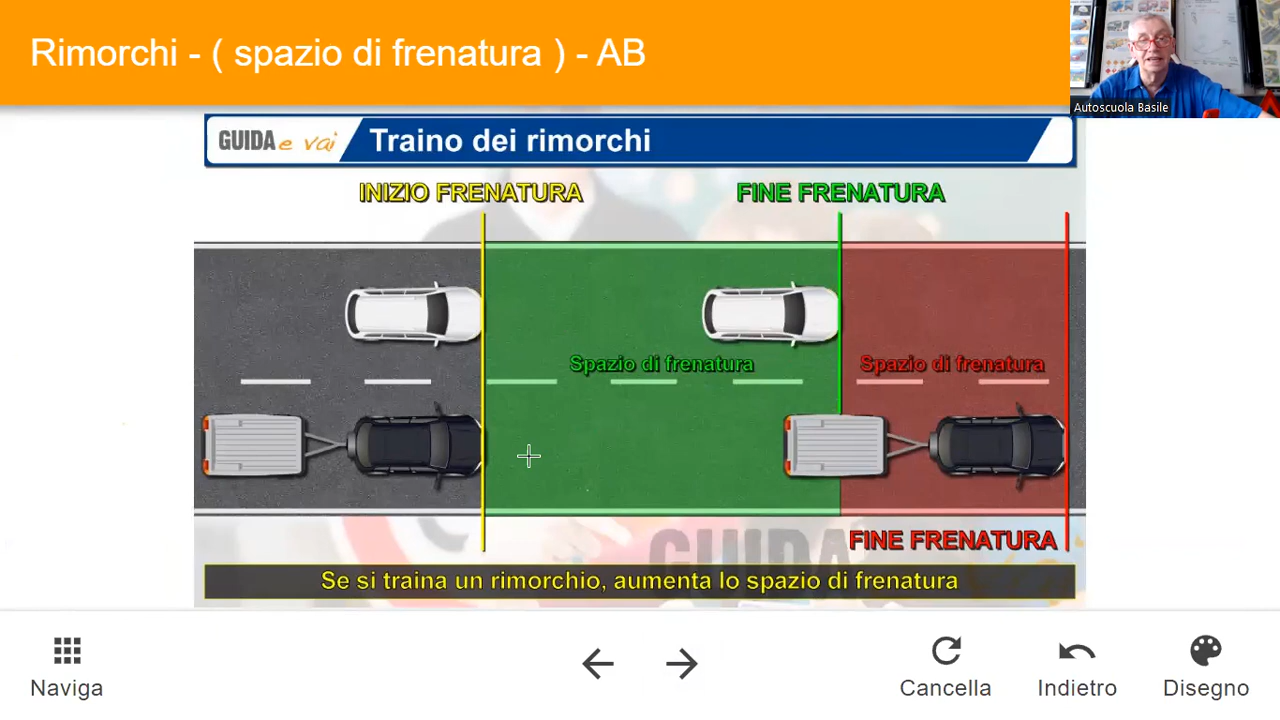 Rimorchi - ( spazio di frenatura ) - AB
Autoscuola Basile
GUIDA e vai
Traino dei rimorchi
INIZIO FRENATURA
FINE FRENATURA
Spazio di frenatura
Spazio di frenatura
FINE FRENATURA
GUIDA
Se si traina un rimorchio, aumenta lo spazio di frenatura
Naviga
Cancella
Indietro
Disegno